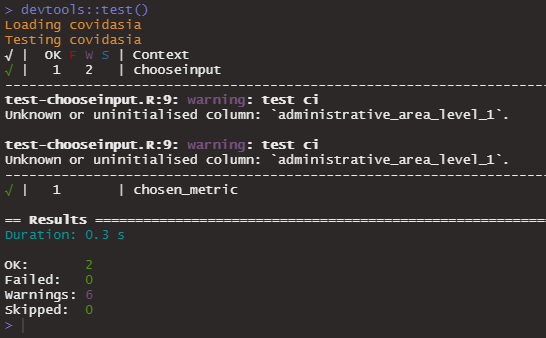 > devtools::test()
Loading covidasia
Testing covidasia
√ |  OK F W S | Context
√ |   1   2   | chooseinput
--------------------------------------------------------------------
test-chooseinput.R:9: warning: test ci
Unknown or uninitialised column: `administrative_area_level_1`.

test-chooseinput.R:9: warning: test ci
Unknown or uninitialised column: `administrative_area_level_1`.
--------------------------------------------------------------------
√ |   1       | chosen_metric

== Results =========================================================
Duration: 0.3 s

OK:       2
Failed:   0
Warnings: 6
Skipped:  0
>